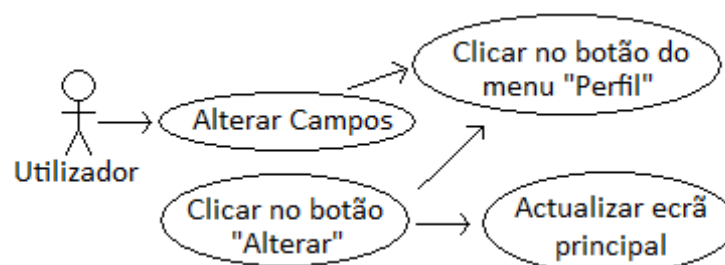 Clicar no botão do
menu "Perfil"
Alterar Campos
Utilizador
Clicar no botão
"Alterar"
Actualizar ecrã
principal